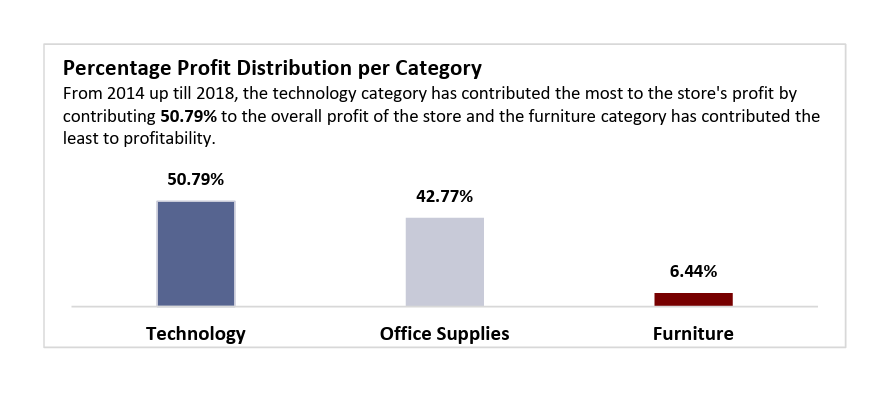 Percentage Profit Distribution per Category
From 2014 up till 2018, the technology category has contributed the most to the store's profit by
contributing 50.79% to the overall profit of the store and the furniture category has contributed the
least to profitability.
50.79%
42.77%
6.44%
Technology
Office Supplies
Furniture